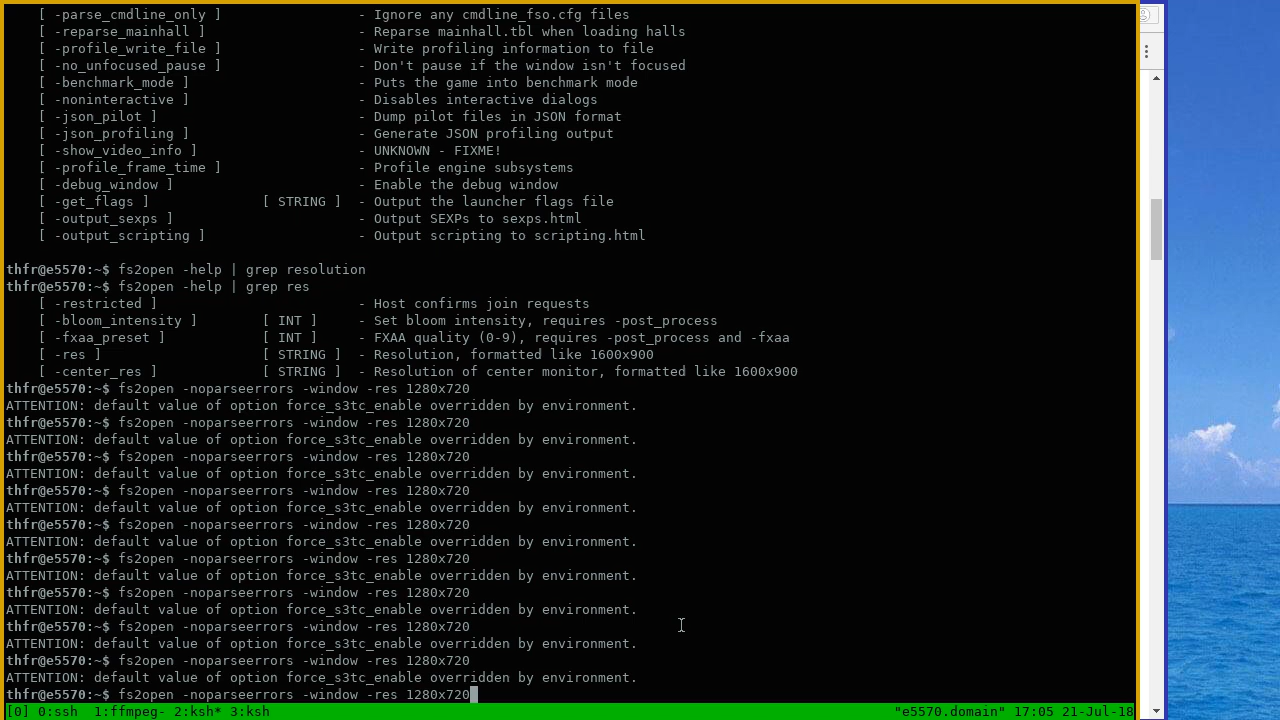 [ -parse_cmdline_only ] - Ignore any cmdline_fso.cfg files
[ -reparse_mainhall ] - Reparse mainhall.tbl when loading halls
[ -profile_write_file ] - Write profiling information to file
[ -no_unfocused_pause ] - Don't pause if the window isn't focused
[ -benchmark_mode ] - Puts the game into benchmark mode
[ -noninteractive ] - Disables interactive dialogs
[ -json_pilot ] - Dump pilot files in JSON format
[ -json_profiling ] - Generate JSON profiling output
[ -show_video_info ] - UNKNOWN - FIXME!
[ -profile_frame_time ] - Profile engine subsystems
[ -debug_window ] - Enable the debug window
[ -get_flags ] [ STRING ] - Output the launcher flags file
[ -output_sexps ] - Output SEXPs to sexps.html
[ -output_scripting ] - Output scripting to scripting.html
thfr@e5570:~$ fs2open -help | grep resolution
thfr@e5570:~$ fs2open -help | grep res
[ -restricted ] - Host confirms join requests
[ -bloom_intensity ] [ INT ] - Set bloom intensity, requires -post_process
[ -fxaa_preset ] [ INT ] - FXAA quality (0-9), requires -post_process and -fxaa
[ -res ] [ STRING ] - Resolution, formatted like 1600x900
[ -center_res ] [ STRING ] - Resolution of center monitor, formatted like 1600x900
thfr@e5570:~$ fs2open -noparseerrors -window -res 1280x720
ATTENTION: default value of option force_s3tc_enable overridden by environment.
thfr@e5570:~$ fs2open -noparseerrors -window -res 1280x720
ATTENTION: default value of option force_s3tc_enable overridden by environment.
thfr@e5570:~$ fs2open -noparseerrors -window -res 1280x720
ATTENTION: default value of option force_s3tc_enable overridden by environment.
thfr@e5570:~$ fs2open -noparseerrors -window -res 1280x720
ATTENTION: default value of option force_s3tc_enable overridden by environment.
thfr@e5570:~$ fs2open -noparseerrors -window -res 1280x720
ATTENTION: default value of option force_s3tc_enable overridden by environment.
thfr@e5570:~$ fs2open -noparseerrors -window -res 1280x720
ATTENTION: default value of option force_s3tc_enable overridden by environment.
thfr@e5570:~$ fs2open -noparseerrors -window -res 1280x720
ATTENTION: default value of option force_s3tc_enable overridden by environment.
thfr@e5570:~$ fs2open -noparseerrors -window -res 1280x720
ATTENTION: default value of option force_s3tc_enable overridden by environment.
thfr@e5570:~$ fs2open -noparseerrors -window -res 1280x720
ATTENTION: default value of option force_s3tc_enable overridden by environment.
thfr@e5570:~$ fs2open -noparseerrors -window -res 1280x720
[0] 0:ssh 1:ffmpeg- 2:ksh* 3:ksh "e5570.domain" 17:05 21-Jul-18